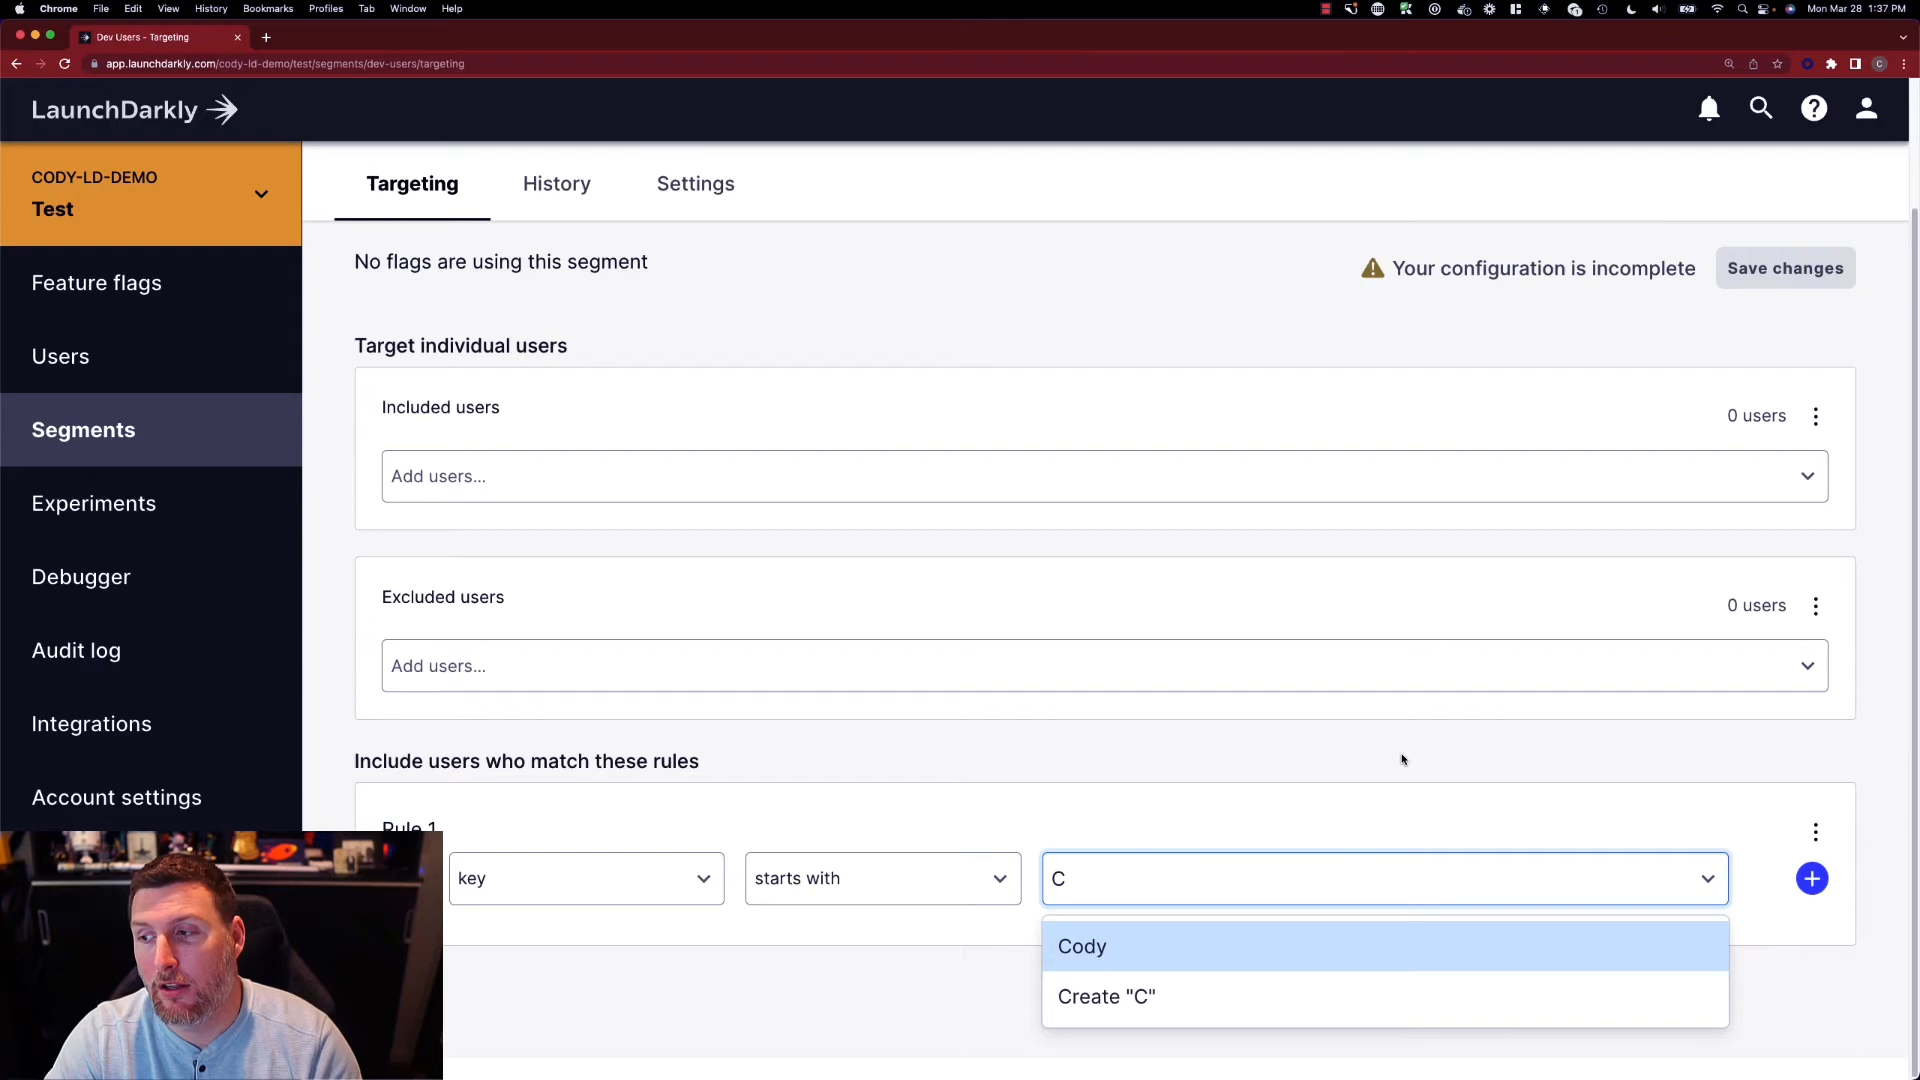 Chrome File Edit View History Bookmarks Profiles Tab Window Help Mon Mar 28 1:37 PM
Dev Users - Targeting
app.launchdarkly.com/cody-ld-demo/test/segments/dev-users/targeting
LaunchDarkly
CODY-LD-DEMO
Test
Feature flags
Users
Segments
Experiments
Debugger
Audit log
Integrations
Account settings
Targeting History Settings
No flags are using this segment
Your configuration is incomplete
Save changes
Target individual users
Included users
0 users
Add users...
Excluded users
0 users
Add users...
Include users who match these rules
Rule 1
key starts with C
Cody
Create "C"